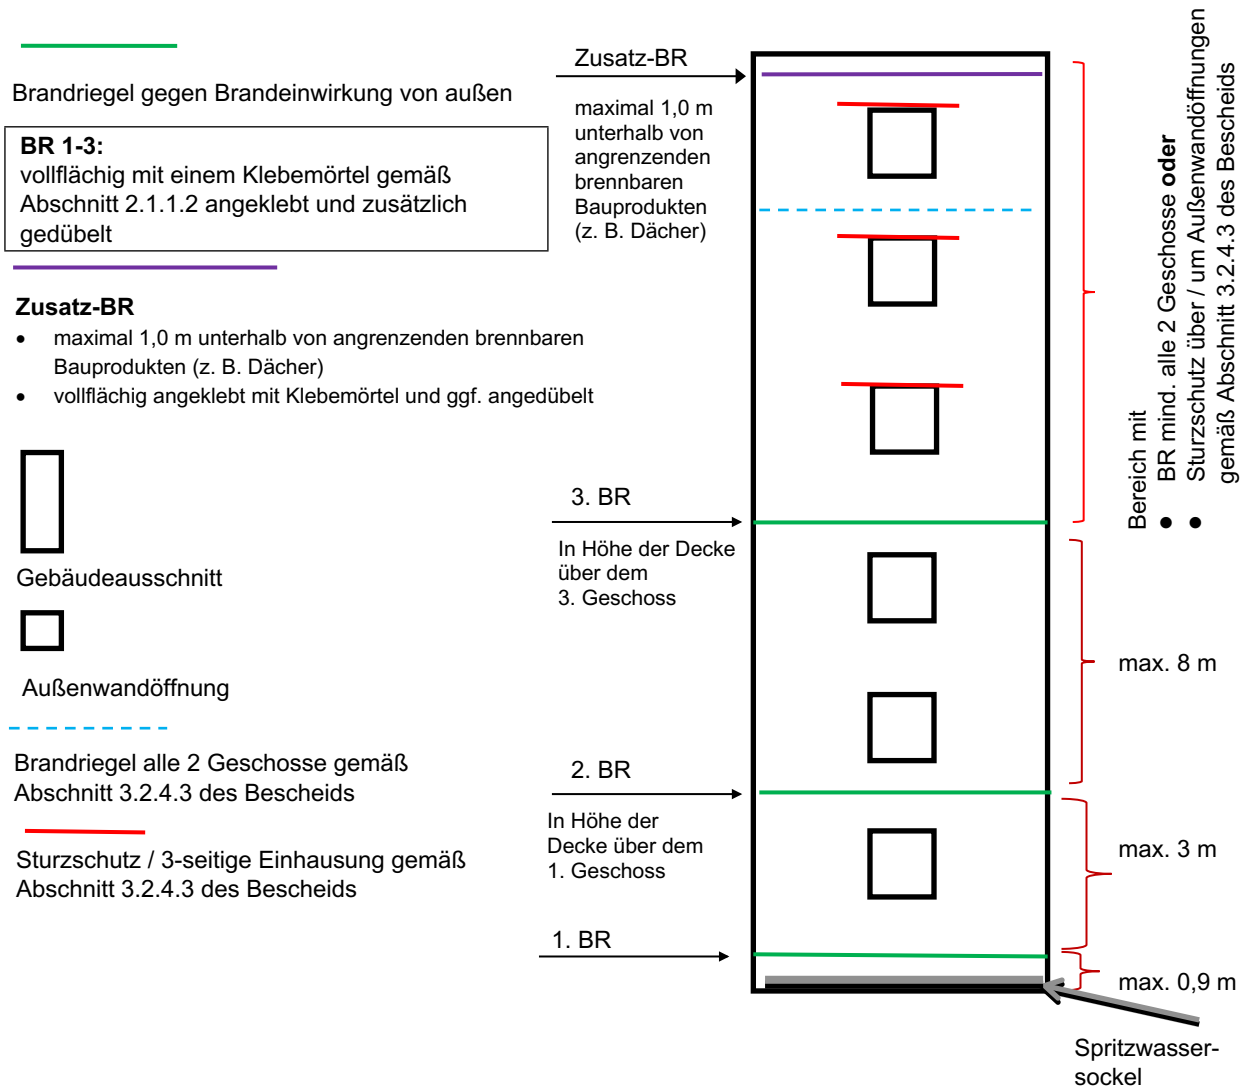 Brandriegel gegen Brandeinwirkung von außen
BR 1-3:
vollflächig mit einem Klebemörtel gemäß
Abschnitt 2.1.1.2 angeklebt und zusätzlich
gedübelt
Zusatz-BR
• maximal 1,0 m unterhalb von angrenzenden brennbaren
Bauprodukten (z. B. Dächer)
• vollflächig angeklebt mit Klebemörtel und ggf. angedübelt
Gebäudeausschnitt
Außenwandöffnung
Brandriegel alle 2 Geschosse gemäß
Abschnitt 3.2.4.3 des Bescheids
Sturzschutz / 3-seitige Einhausung gemäß
Abschnitt 3.2.4.3 des Bescheids
Zusatz-BR
maximal 1,0 m
unterhalb von
angrenzenden
brennbaren
Bauprodukten
(z. B. Dächer)
3. BR
In Höhe der Decke
über dem
3. Geschoss
2. BR
In Höhe der
Decke über dem
1. Geschoss
1. BR
Bereich mit
• BR mind. alle 2 Geschosse oder
• Sturzschutz über / um Außenwandöffnungen
gemäß Abschnitt 3.2.4.3 des Bescheids
max. 8 m
max. 3 m
max. 0,9 m
Spritzwasser-
sockel